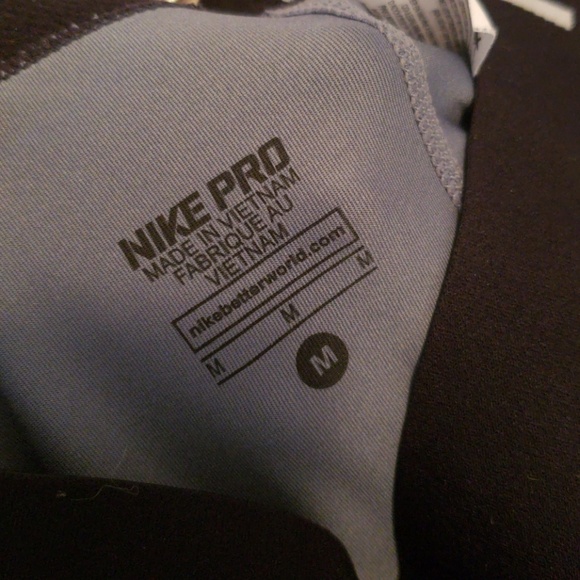 NIKE PRO
MADE IN VIETNAM
FABRIQUE AU
VIETNAM
nikebetterworld.com
M M M
M